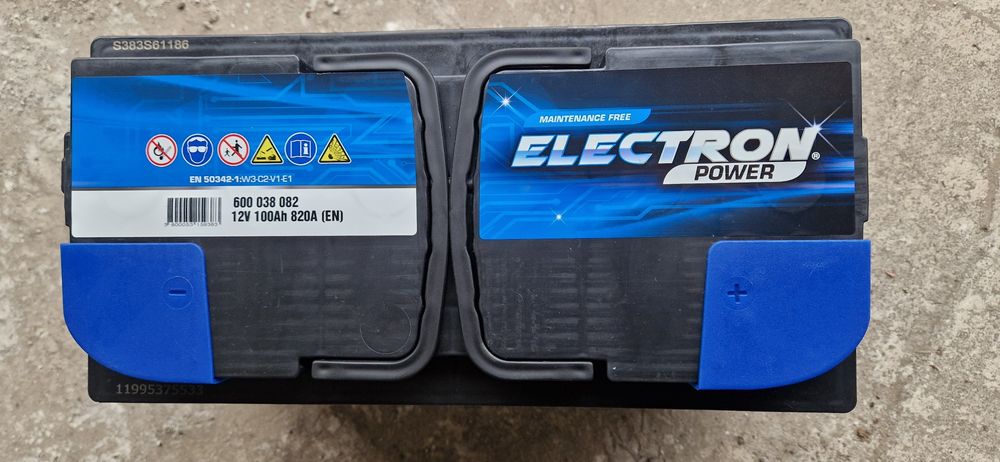 S383S61186
MAINTENANCE FREE
ELECTRON®
POWER
EN 50342-1:W3-C2-V1-E1
600 038 082
12V 100Ah 820A (EN)
- +
11995375533